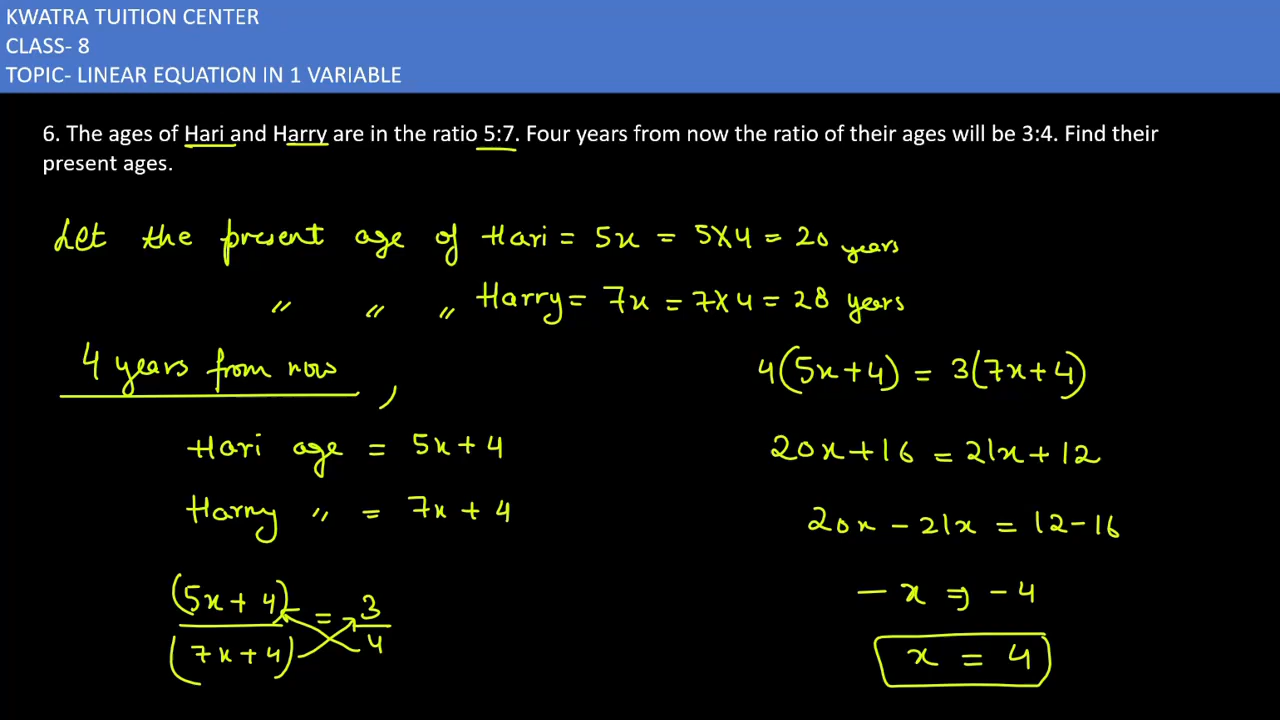 KWATRA TUITION CENTER
CLASS- 8
TOPIC- LINEAR EQUATION IN 1 VARIABLE
6. The ages of Hari and Harry are in the ratio 5:7. Four years from now the ratio of their ages will be 3:4. Find their
present ages.
Let the present age of Hari = 5x = 5×4 = 20 years
" " " Harry = 7x = 7×4 = 28 years
4 years from now,
Hari age = 5x + 4
Harry " = 7x + 4
(5x + 4) = 3
(7x + 4) 4
4(5x + 4) = 3(7x + 4)
20x + 16 = 21x + 12
20x - 21x = 12 - 16
- x = - 4
x = 4